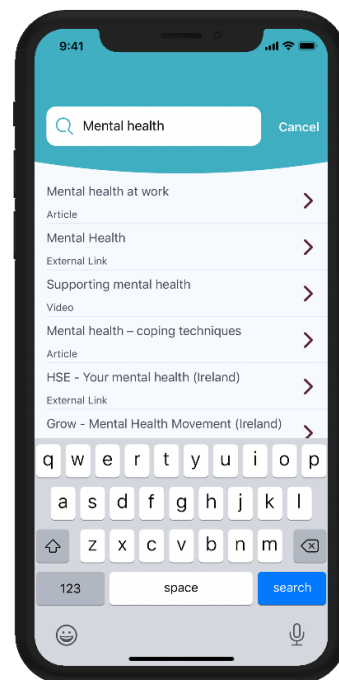 9:41
Mental health
Cancel
Mental health at work
Article
Mental Health
External Link
Supporting mental health
Video
Mental health – coping techniques
Article
HSE - Your mental health (Ireland)
External Link
Grow - Mental Health Movement (Ireland)
q w e r t y u i o p
a s d f g h j k l
z x c v b n m
123 space search